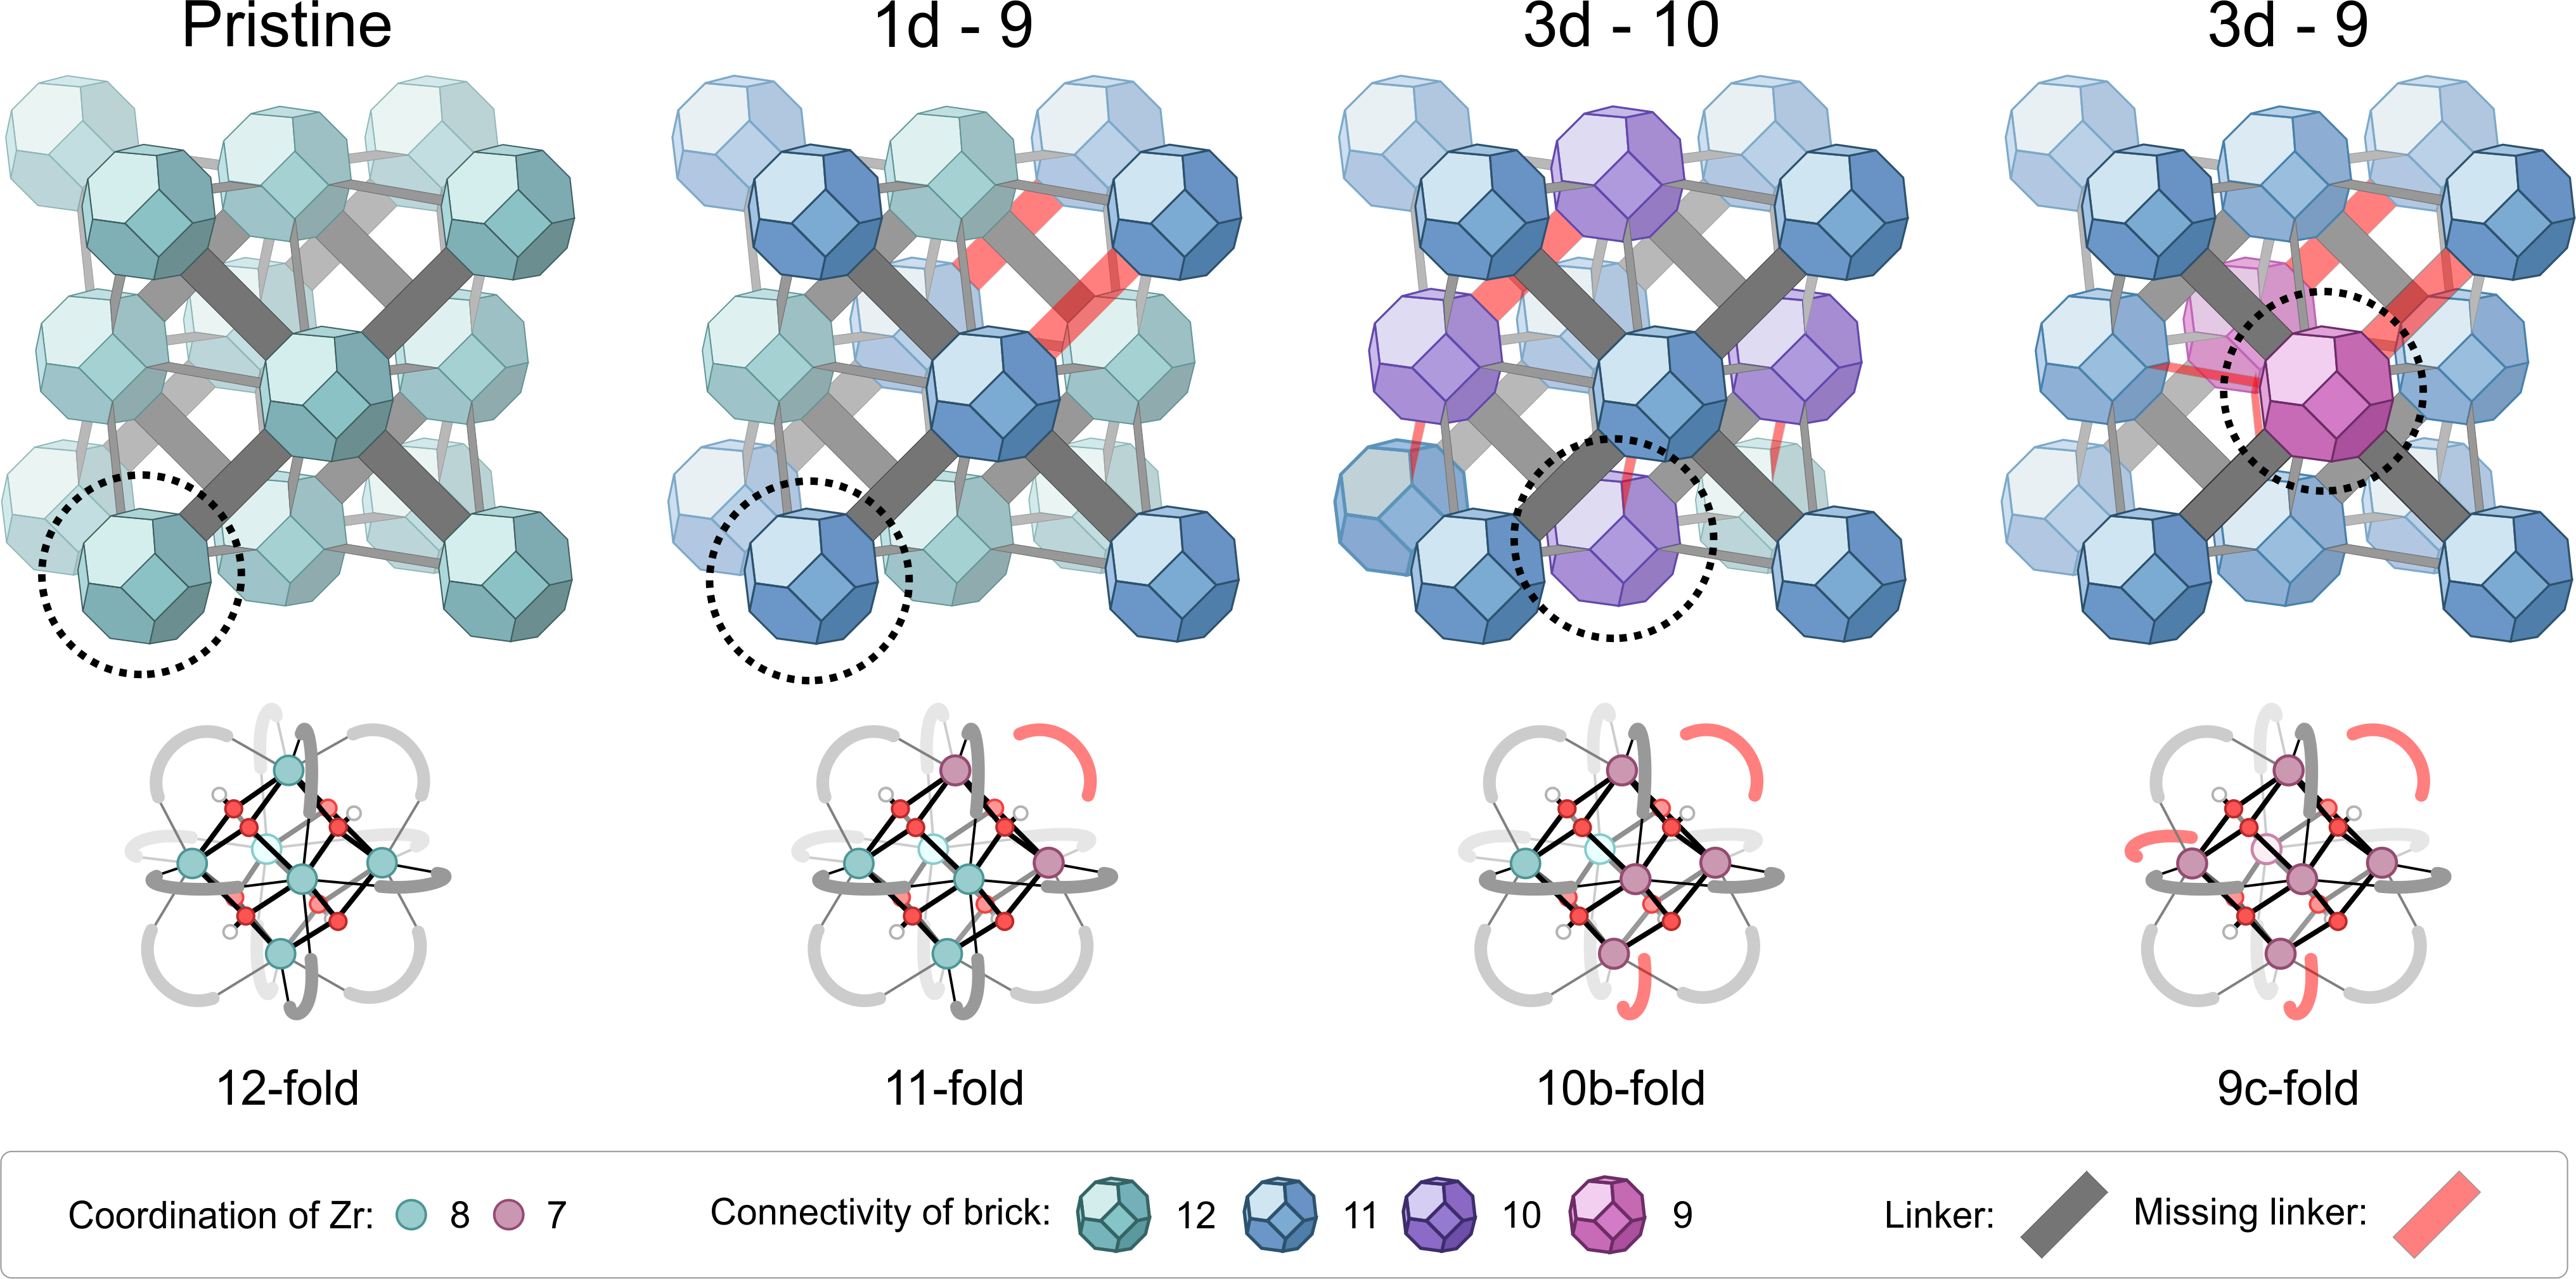 Pristine
1d - 9
3d - 10
3d - 9
12-fold
11-fold
10b-fold
9c-fold
Coordination of Zr: 8 7
Connectivity of brick: 12 11 10 9
Linker:
Missing linker: